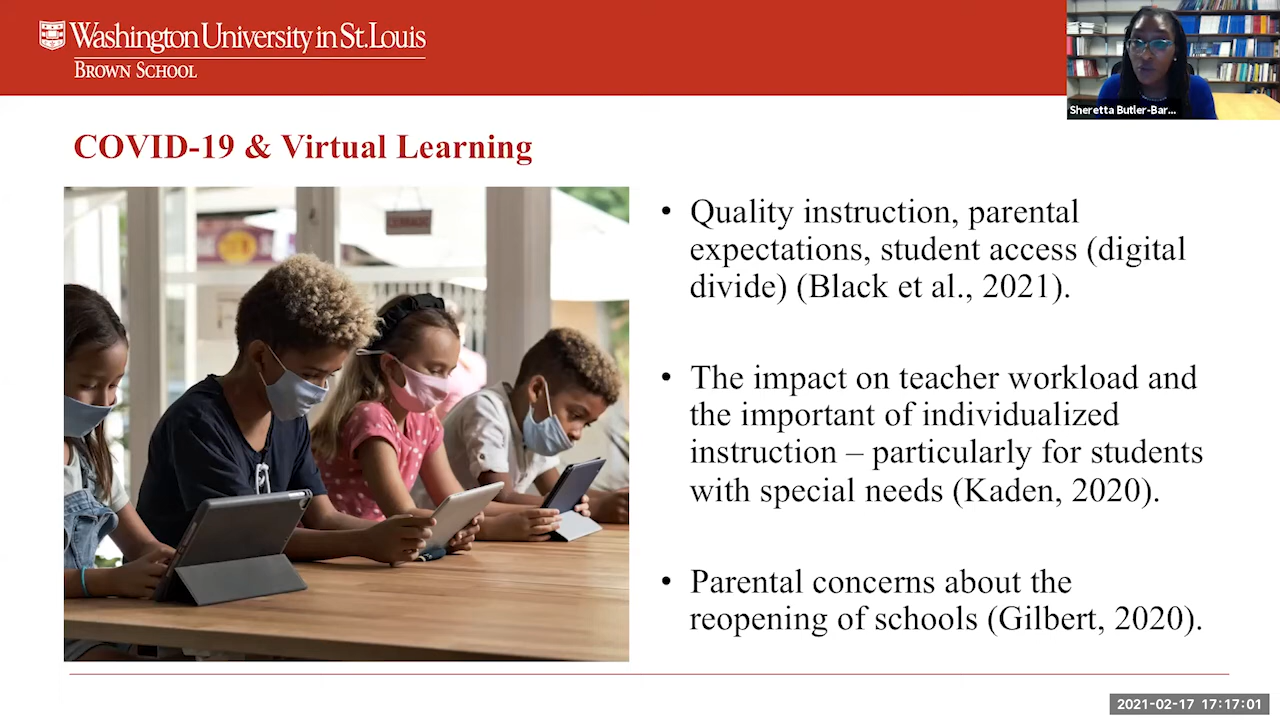 Washington University in St. Louis
Brown School
Sheretta Butler-Bar...
COVID-19 & Virtual Learning
• Quality instruction, parental
expectations, student access (digital
divide) (Black et al., 2021).
• The impact on teacher workload and
the important of individualized
instruction – particularly for students
with special needs (Kaden, 2020).
• Parental concerns about the
reopening of schools (Gilbert, 2020).
2021-02-17 17:17:01